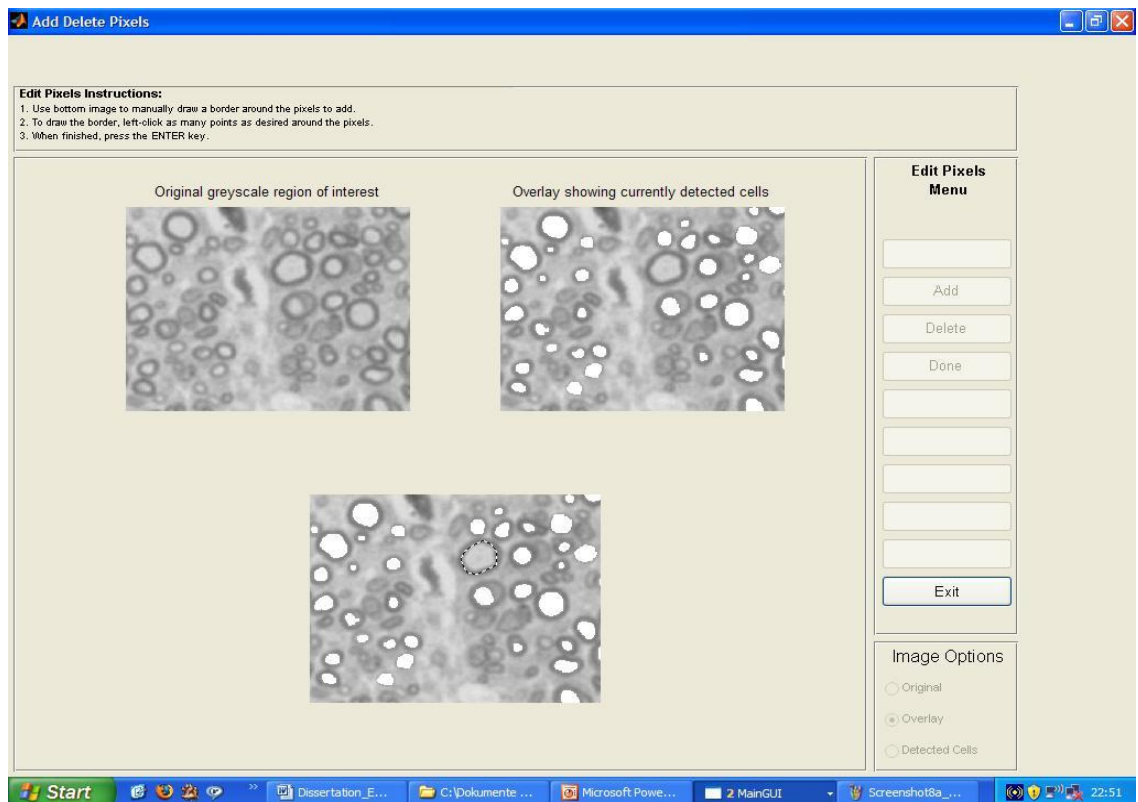 Add Delete Pixels
Edit Pixels Instructions:
1. Use bottom image to manually draw a border around the pixels to add.
2. To draw the border, left-click as many points as desired around the pixels.
3. When finished, press the ENTER key.
Original greyscale region of interest
Overlay showing currently detected cells
Edit Pixels
Menu
Add
Delete
Done
Exit
Image Options
Original
Overlay
Detected Cells
Start
Dissertation_E...
C:\Dokumente ...
Microsoft Powe...
2 MainGUI
Screenshot8a_...
22:51